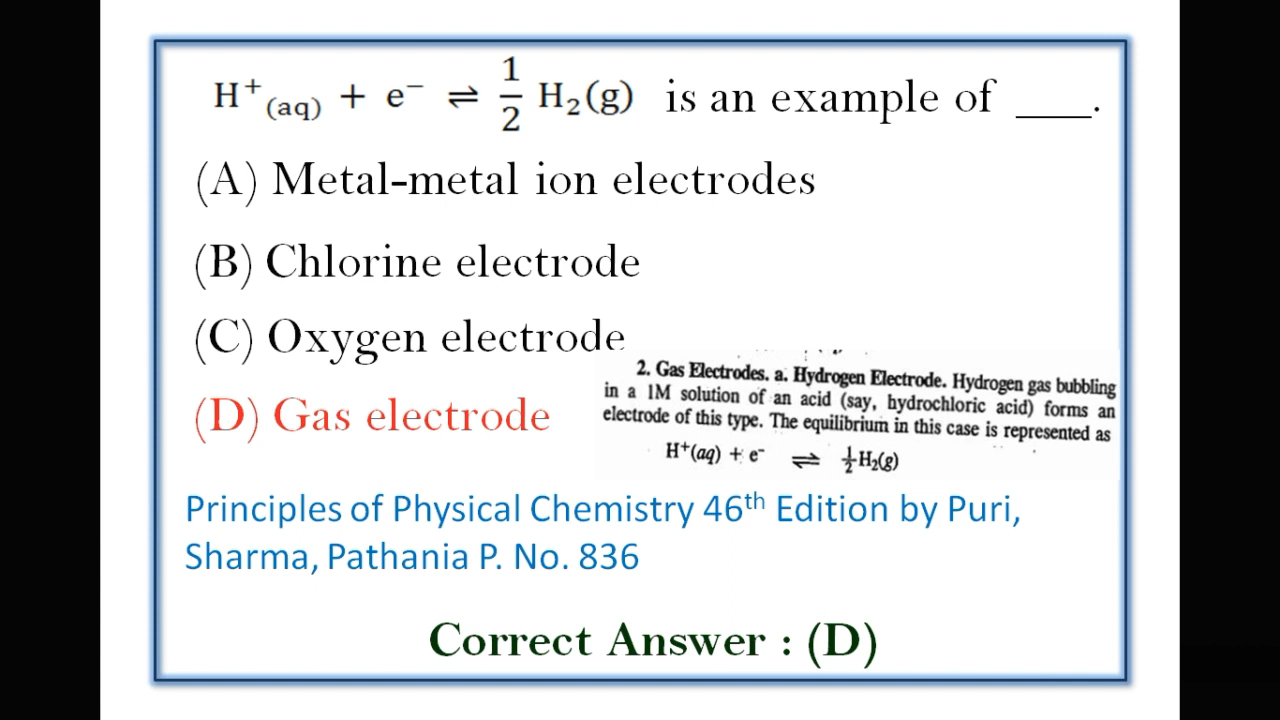 H⁺(aq) + e⁻ ⇌ 1/2 H₂(g) is an example of ____.
(A) Metal-metal ion electrodes
(B) Chlorine electrode
(C) Oxygen electrode
(D) Gas electrode
2. Gas Electrodes. a. Hydrogen Electrode. Hydrogen gas bubbling
in a 1M solution of an acid (say, hydrochloric acid) forms an
electrode of this type. The equilibrium in this case is represented as
H⁺(aq) + e⁻ ⇌ ½H₂(g)
Principles of Physical Chemistry 46th Edition by Puri,
Sharma, Pathania P. No. 836
Correct Answer : (D)